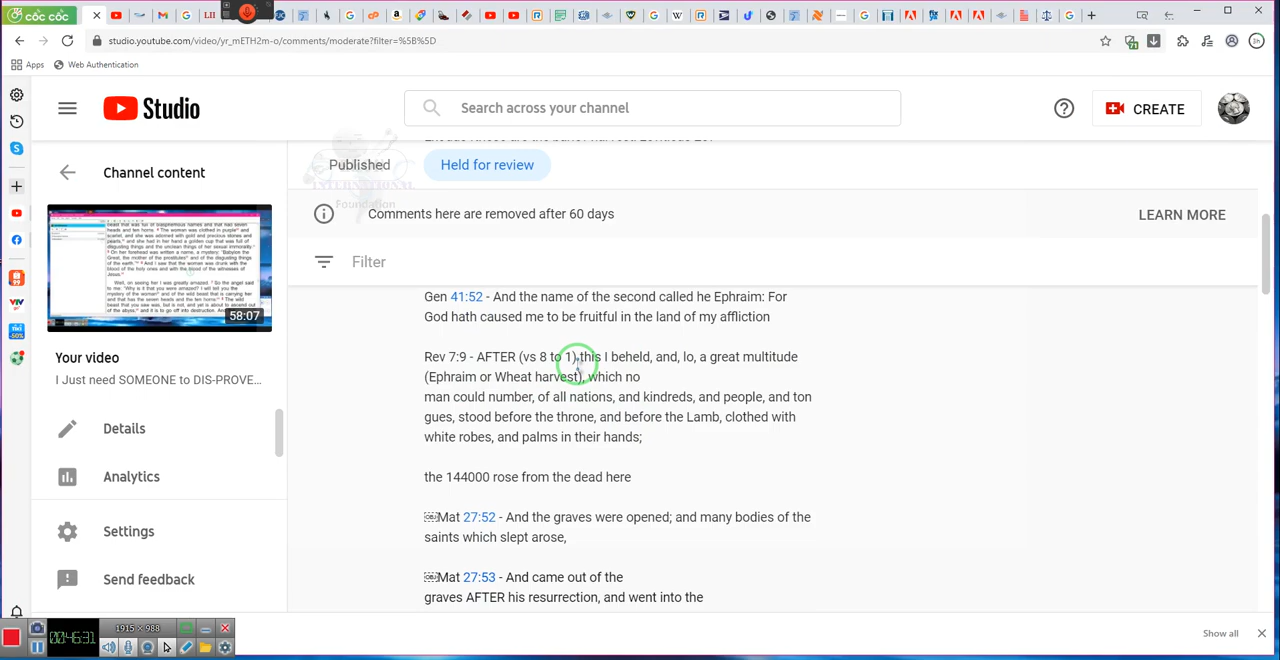 cốc cốc
studio.youtube.com/video/yr_mETH2m-o/comments/moderate?filter=%5B%5D
Apps
Web Authentication
Studio
Search across your channel
CREATE
Channel content
Published
Held for review
INTERNATIONAL
Foundation
Comments here are removed after 60 days
LEARN MORE
Filter
58:07
Your video
I Just need SOMEONE to DIS-PROVE...
Details
Analytics
Settings
Send feedback
Gen 41:52 - And the name of the second called he Ephraim: For
God hath caused me to be fruitful in the land of my affliction
Rev 7:9 - AFTER (vs 8 to 1) this I beheld, and, lo, a great multitude
(Ephraim or Wheat harvest), which no
man could number, of all nations, and kindreds, and people, and ton
gues, stood before the throne, and before the Lamb, clothed with
white robes, and palms in their hands;
the 144000 rose from the dead here
Mat 27:52 - And the graves were opened; and many bodies of the
saints which slept arose,
Mat 27:53 - And came out of the
graves AFTER his resurrection, and went into the
1915 x 988
00:46:31
Show all